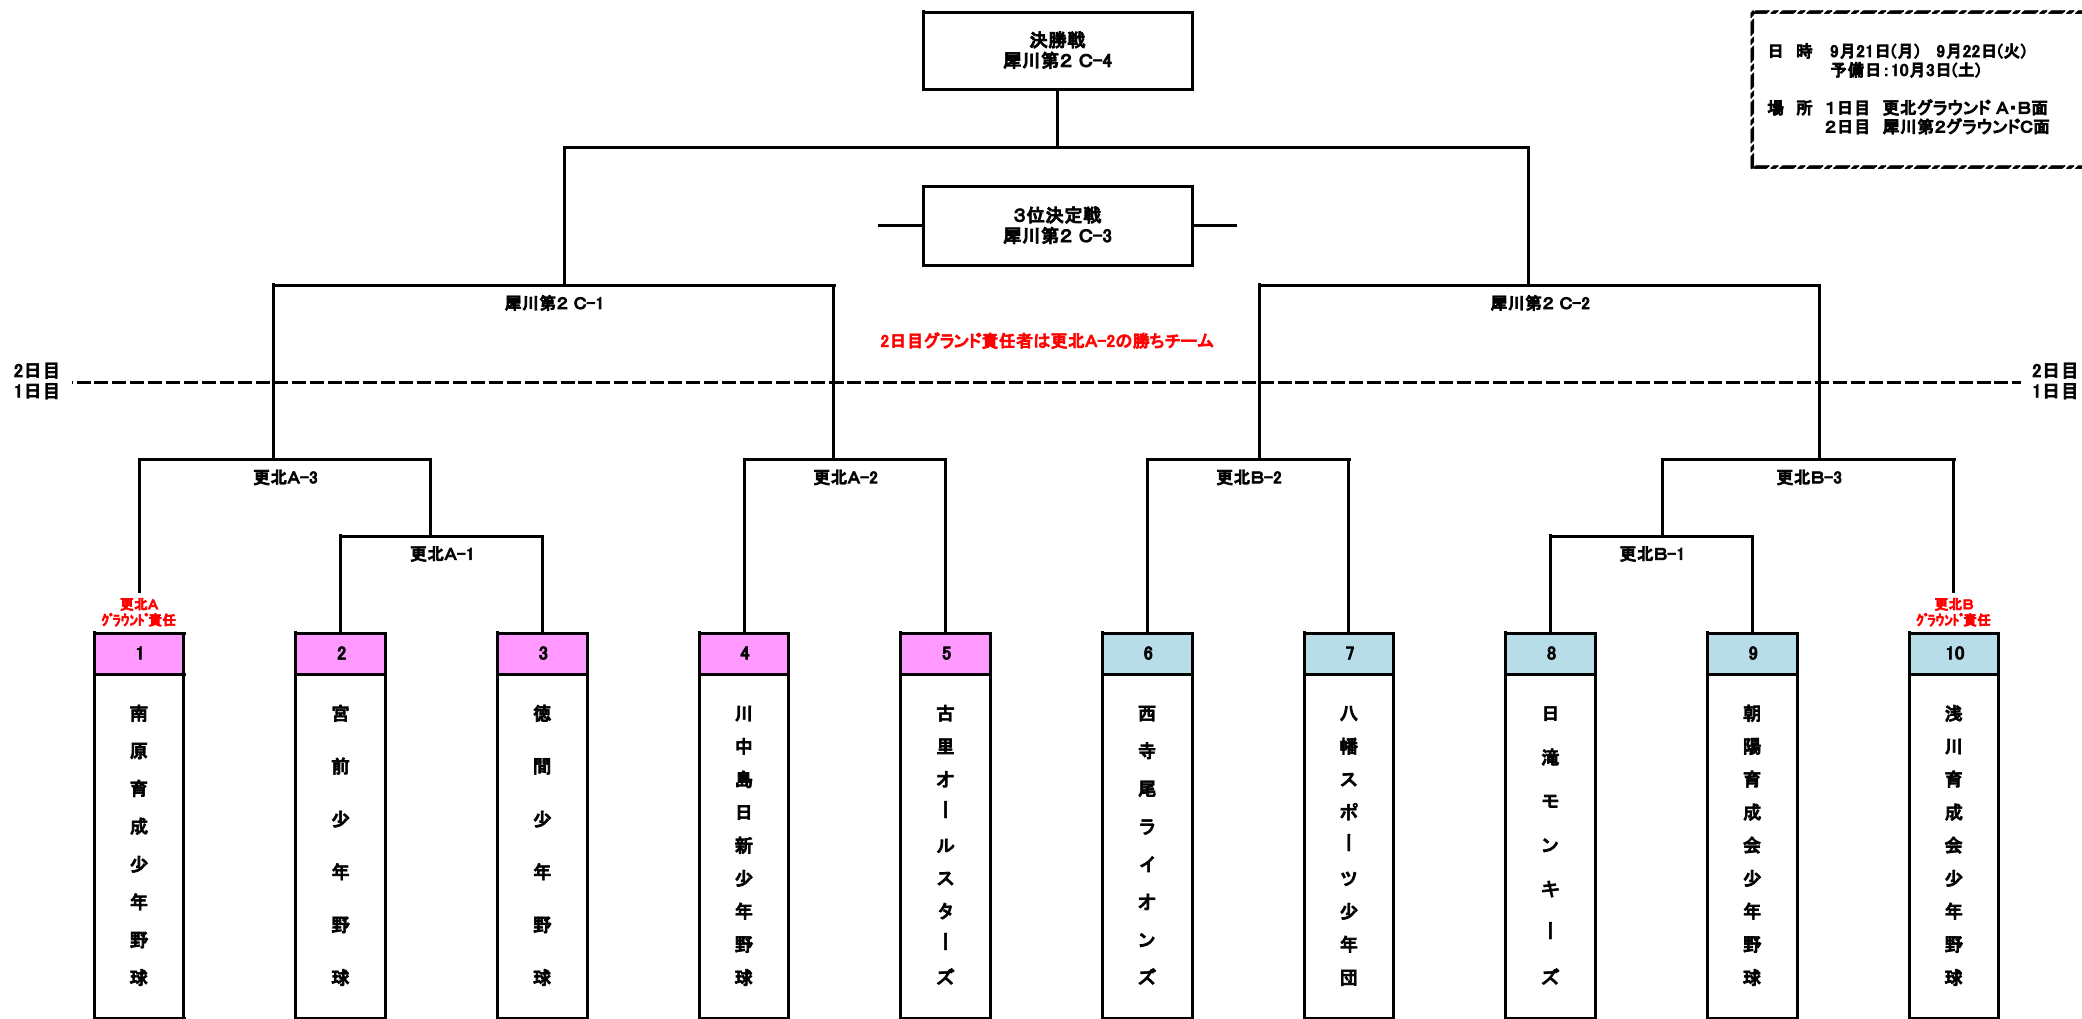 決勝戦
犀川第2 C-4
日 時 9月21日(月) 9月22日(火)
予備日:10月3日(土)
場 所 1日目 更北グラウンド A・B面
2日目 犀川第2グラウンドC面
3位決定戦
犀川第2 C-3
犀川第2 C-1
犀川第2 C-2
2日目グランド責任者は更北A-2の勝ちチーム
2日目
1日目
2日目
1日目
更北A-3
更北A-2
更北B-2
更北B-3
更北A-1
更北B-1
更北A
グラウンド責任
更北B
グラウンド責任
1
2
3
4
5
6
7
8
9
10
南原育成少年野球
宮前少年野球
徳間少年野球
川中島日新少年野球
古里オールスターズ
西寺尾ライオンズ
八幡スポーツ少年団
日滝モンキーズ
朝陽育成会少年野球
浅川育成会少年野球